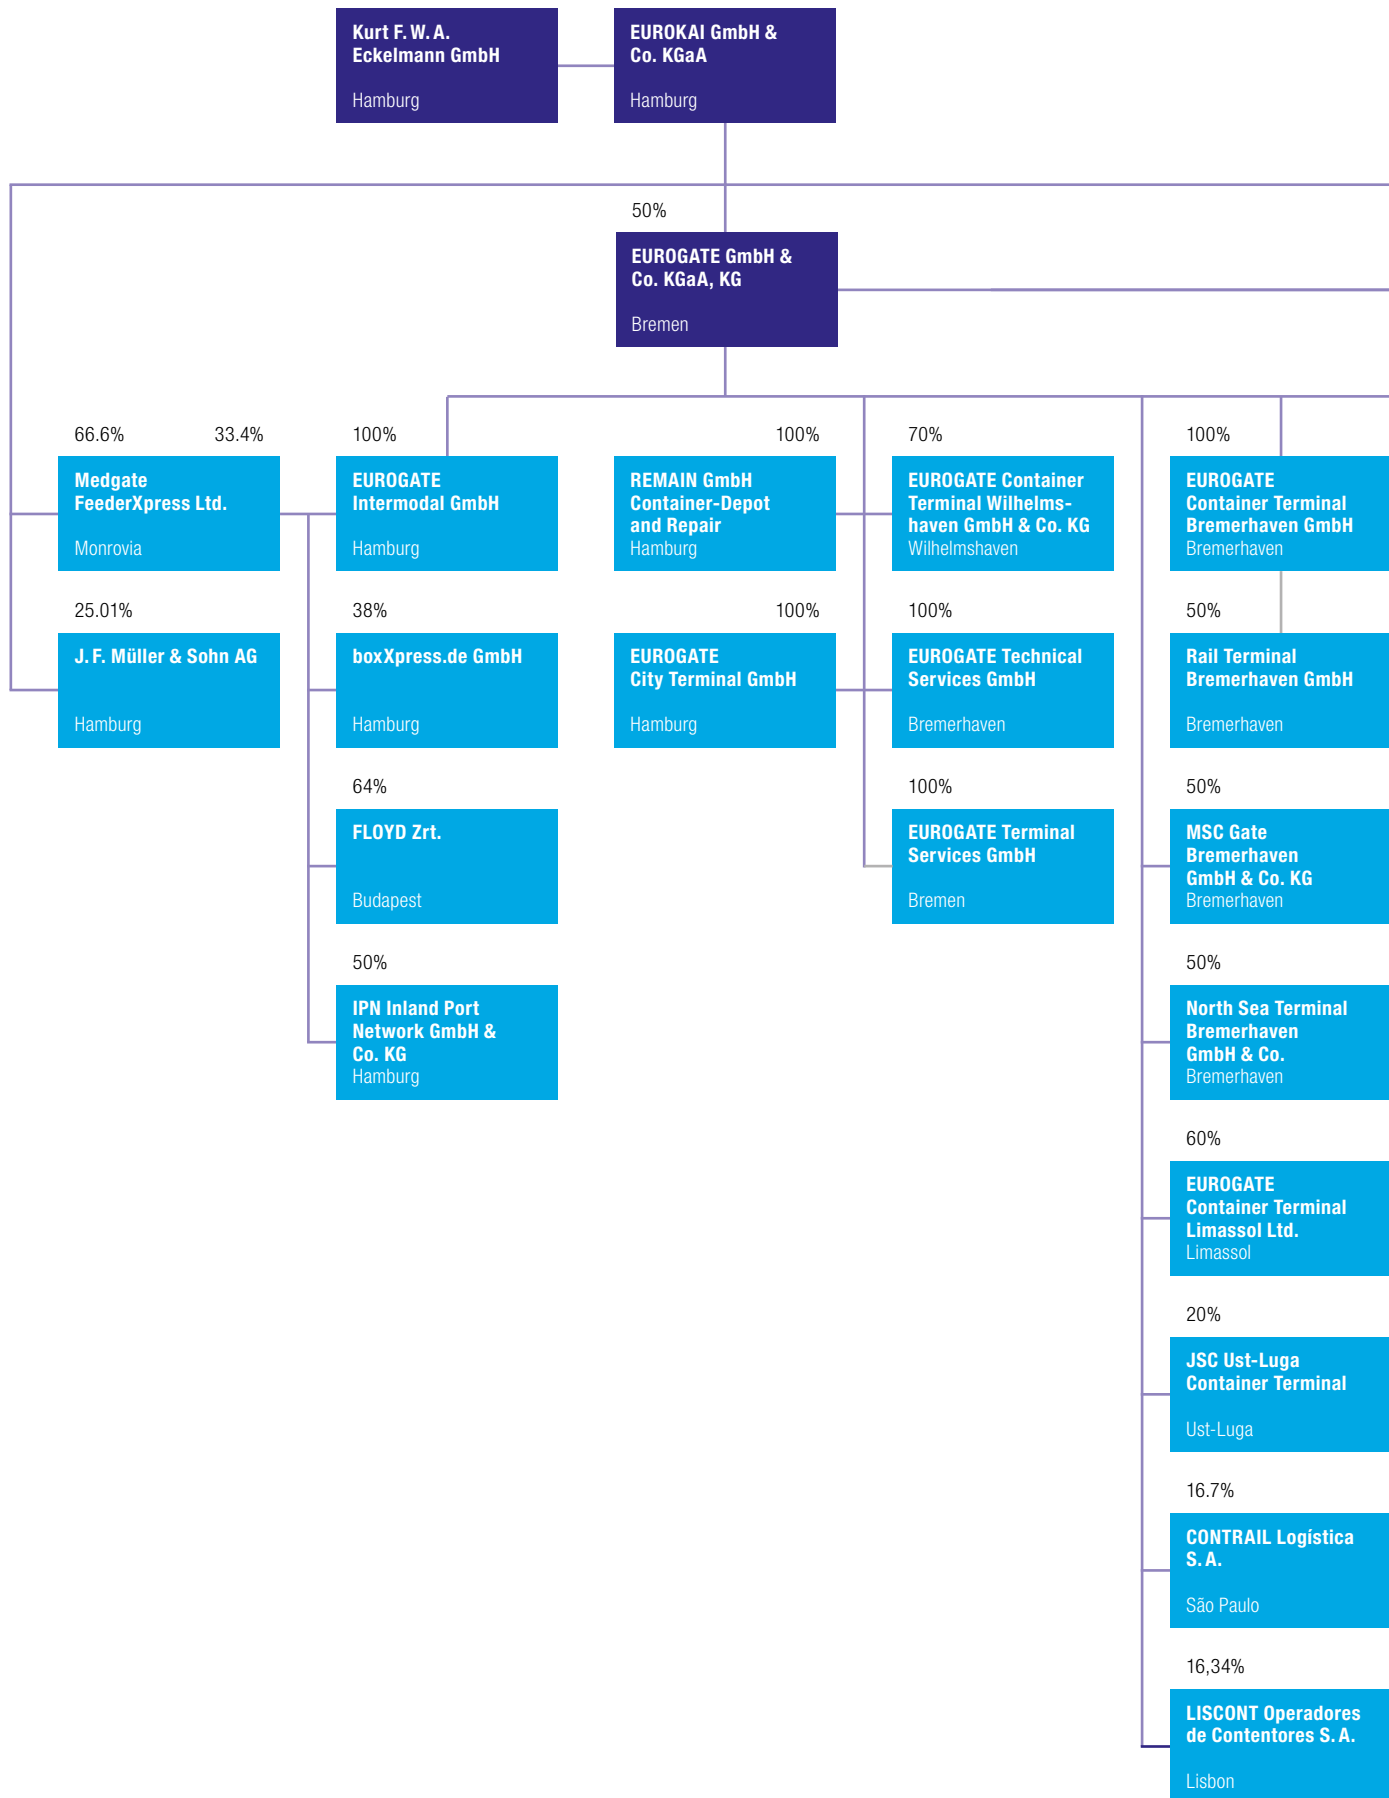 Kurt F. W. A.
Eckelmann GmbH
Hamburg
EUROKAI GmbH &
Co. KGaA
Hamburg
50%
EUROGATE GmbH &
Co. KGaA, KG
Bremen
66.6%
33.4%
Medgate
FeederXpress Ltd.
Monrovia
25.01%
J. F. Müller & Sohn AG
Hamburg
100%
EUROGATE
Intermodal GmbH
Hamburg
38%
boxXpress.de GmbH
Hamburg
64%
FLOYD Zrt.
Budapest
50%
IPN Inland Port
Network GmbH &
Co. KG
Hamburg
100%
REMAIN GmbH
Container-Depot
and Repair
Hamburg
100%
EUROGATE
City Terminal GmbH
Hamburg
70%
EUROGATE Container
Terminal Wilhelms-
haven GmbH & Co. KG
Wilhelmshaven
100%
EUROGATE Technical
Services GmbH
Bremerhaven
100%
EUROGATE Terminal
Services GmbH
Bremen
100%
EUROGATE
Container Terminal
Bremerhaven GmbH
Bremerhaven
50%
Rail Terminal
Bremerhaven GmbH
Bremerhaven
50%
MSC Gate
Bremerhaven
GmbH & Co. KG
Bremerhaven
50%
North Sea Terminal
Bremerhaven
GmbH & Co.
Bremerhaven
60%
EUROGATE
Container Terminal
Limassol Ltd.
Limassol
20%
JSC Ust-Luga
Container Terminal
Ust-Luga
16.7%
CONTRAIL Logística
S. A.
São Paulo
16,34%
LISCONT Operadores
de Contentores S. A.
Lisbon